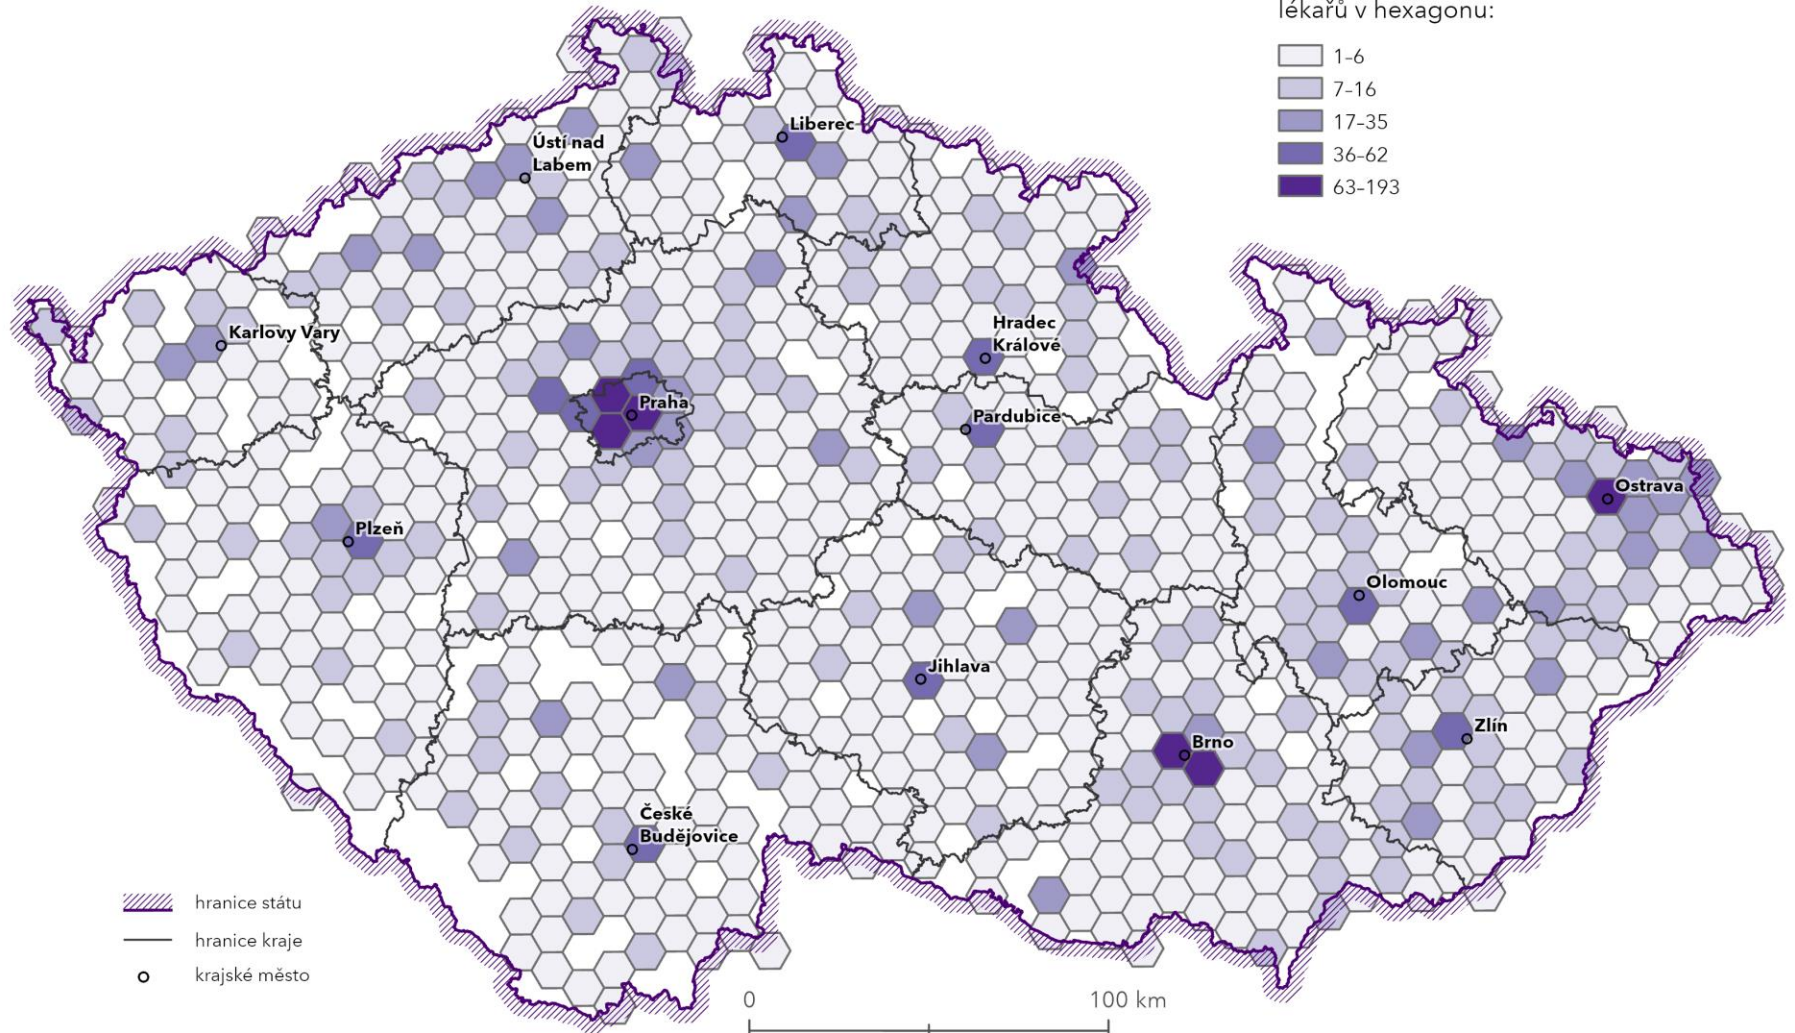 lékařů v hexagonu:
1–6
7–16
17–35
36–62
63–193
Liberec
Ústí nad
Labem
Karlovy Vary
Hradec
Králové
Praha
Pardubice
Ostrava
Plzeň
Olomouc
Jihlava
Zlín
Brno
České
Budějovice
hranice státu
hranice kraje
krajské město
0
100 km